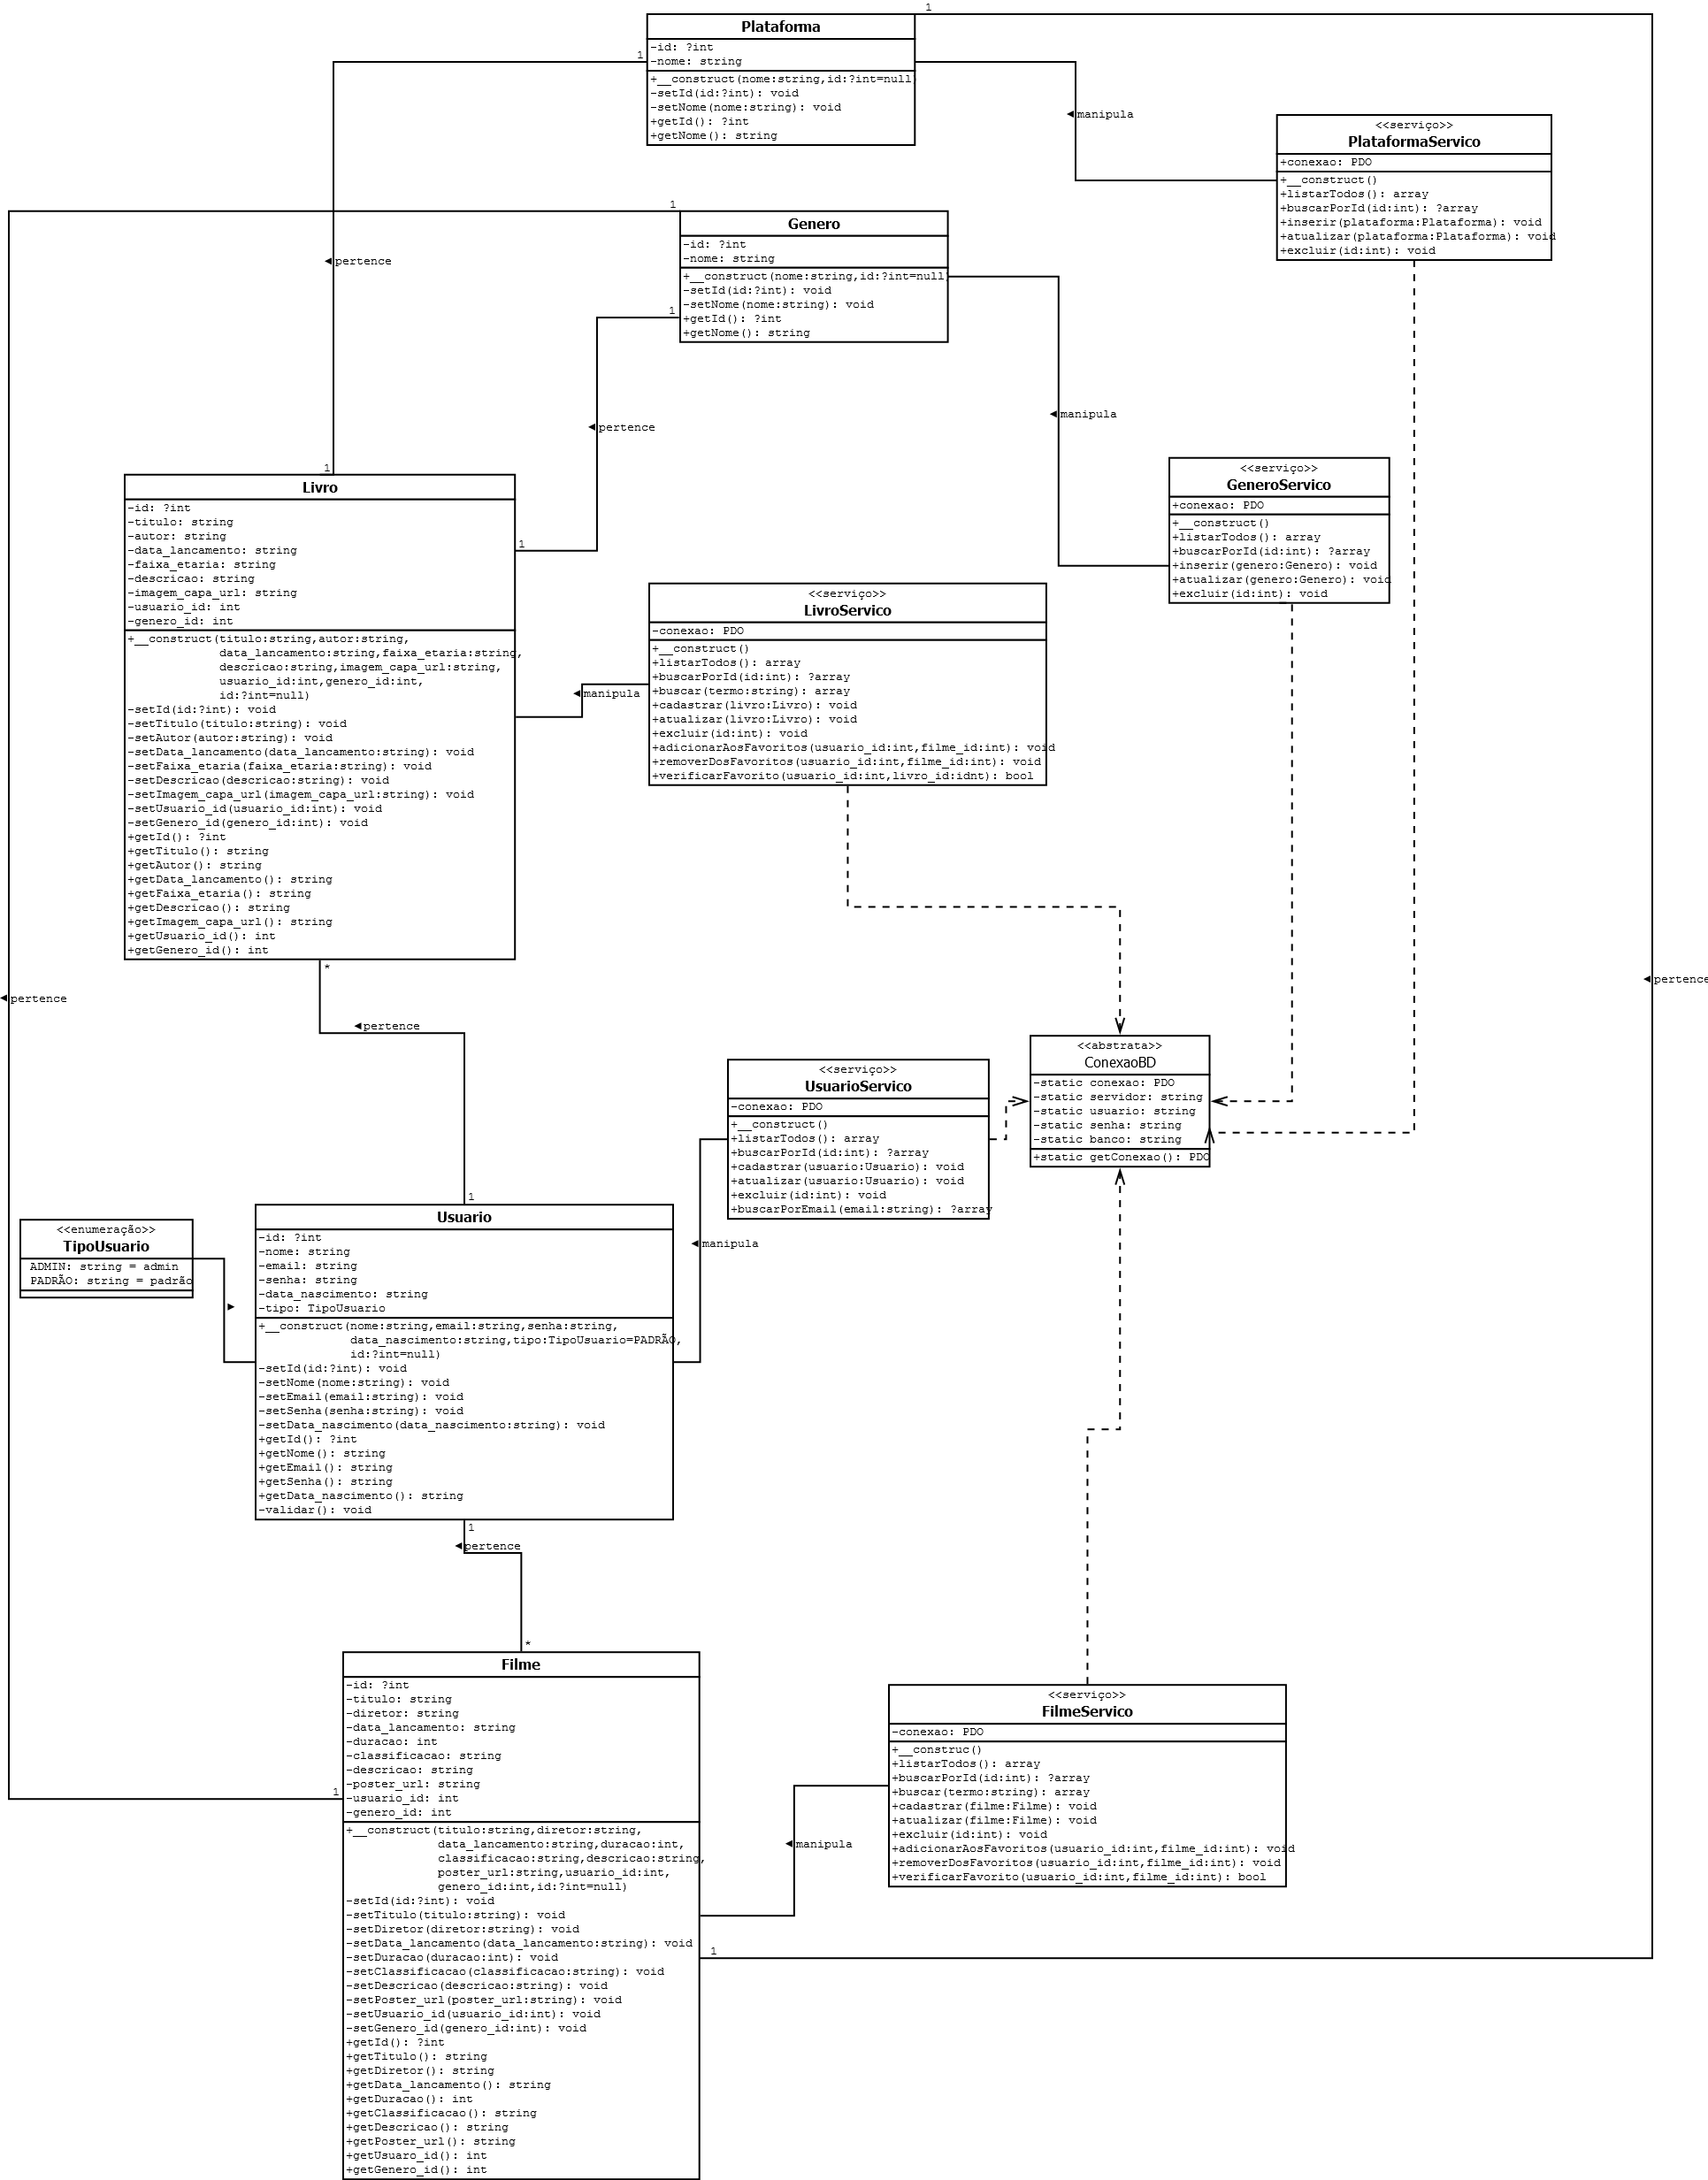 1
Plataforma
-id: ?int
-nome: string
+__construct(nome:string,id:?int=null)
-setId(id:?int): void
-setNome(nome:string): void
+getId(): ?int
+getNome(): string
1
manipula
<<serviço>>
PlataformaServico
+conexao: PDO
+__construct()
+listarTodos(): array
+buscarPorId(id:int): ?array
+inserir(plataforma:Plataforma): void
+atualizar(plataforma:Plataforma): void
+excluir(id:int): void
1
Genero
-id: ?int
-nome: string
+__construct(nome:string,id:?int=null)
-setId(id:?int): void
-setNome(nome:string): void
+getId(): ?int
+getNome(): string
pertence
1
manipula
pertence
<<serviço>>
GeneroServico
+conexao: PDO
+__construct()
+listarTodos(): array
+buscarPorId(id:int): ?array
+inserir(genero:Genero): void
+atualizar(genero:Genero): void
+excluir(id:int): void
1
Livro
-id: ?int
-titulo: string
-autor: string
-data_lancamento: string
-faixa_etaria: string
-descricao: string
-imagem_capa_url: string
-usuario_id: int
-genero_id: int
+__construct(titulo:string,autor:string,
data_lancamento:string,faixa_etaria:string,
descricao:string,imagem_capa_url:string,
usuario_id:int,genero_id:int,
id:?int=null)
-setId(id:?int): void
-setTitulo(titulo:string): void
-setAutor(autor:string): void
-setData_lancamento(data_lancamento:string): void
-setFaixa_etaria(faixa_etaria:string): void
-setDescricao(descricao:string): void
-setImagem_capa_url(imagem_capa_url:string): void
-setUsuario_id(usuario_id:int): void
-setGenero_id(genero_id:int): void
+getId(): ?int
+getTitulo(): string
+getAutor(): string
+getData_lancamento(): string
+getFaixa_etaria(): string
+getDescricao(): string
+getImagem_capa_url(): string
+getUsuario_id(): int
+getGenero_id(): int
1
manipula
<<serviço>>
LivroServico
-conexao: PDO
+__construct()
+listarTodos(): array
+buscarPorId(id:int): ?array
+buscar(termo:string): array
+cadastrar(livro:Livro): void
+atualizar(livro:Livro): void
+excluir(id:int): void
+adicionarAosFavoritos(usuario_id:int,filme_id:int): void
+removerDosFavoritos(usuario_id:int,filme_id:int): void
+verificarFavorito(usuario_id:int,livro_id:idnt): bool
*
pertence
pertence
pertence
<<abstrata>>
ConexaoBD
-static conexao: PDO
-static servidor: string
-static usuario: string
-static senha: string
-static banco: string
+static getConexao(): PDO
<<serviço>>
UsuarioServico
-conexao: PDO
+__construct()
+listarTodos(): array
+buscarPorId(id:int): ?array
+cadastrar(usuario:Usuario): void
+atualizar(usuario:Usuario): void
+excluir(id:int): void
+buscarPorEmail(email:string): ?array
manipula
<<enumeração>>
TipoUsuario
ADMIN: string = admin
PADRÃO: string = padrão
1
Usuario
-id: ?int
-nome: string
-email: string
-senha: string
-data_nascimento: string
-tipo: TipoUsuario
+__construct(nome:string,email:string,senha:string,
data_nascimento:string,tipo:TipoUsuario=PADRÃO,
id:?int=null)
-setId(id:?int): void
-setNome(nome:string): void
-setEmail(email:string): void
-setSenha(senha:string): void
-setData_nascimento(data_nascimento:string): void
+getId(): ?int
+getNome(): string
+getEmail(): string
+getSenha(): string
+getData_nascimento(): string
-validar(): void
1
pertence
*
Filme
-id: ?int
-titulo: string
-diretor: string
-data_lancamento: string
-duracao: int
-classificacao: string
-descricao: string
-poster_url: string
-usuario_id: int
-genero_id: int
+__construct(titulo:string,diretor:string,
data_lancamento:string,duracao:int,
classificacao:string,descricao:string,
poster_url:string,usuario_id:int,
genero_id:int,id:?int=null)
-setId(id:?int): void
-setTitulo(titulo:string): void
-setDiretor(diretor:string): void
-setData_lancamento(data_lancamento:string): void
-setDuracao(duracao:int): void
-setClassificacao(classificacao:string): void
-setDescricao(descricao:string): void
-setPoster_url(poster_url:string): void
-setUsuario_id(usuario_id:int): void
-setGenero_id(genero_id:int): void
+getId(): ?int
+getTitulo(): string
+getDiretor(): string
+getData_lancamento(): string
+getDuracao(): int
+getClassificacao(): string
+getDescricao(): string
+getPoster_url(): string
+getUsuaro_id(): int
+getGenero_id(): int
1
1
manipula
<<serviço>>
FilmeServico
-conexao: PDO
+__construc()
+listarTodos(): array
+buscarPorId(id:int): ?array
+buscar(termo:string): array
+cadastrar(filme:Filme): void
+atualizar(filme:Filme): void
+excluir(id:int): void
+adicionarAosFavoritos(usuario_id:int,filme_id:int): void
+removerDosFavoritos(usuario_id:int,filme_id:int): void
+verificarFavorito(usuario_id:int,filme_id:int): bool